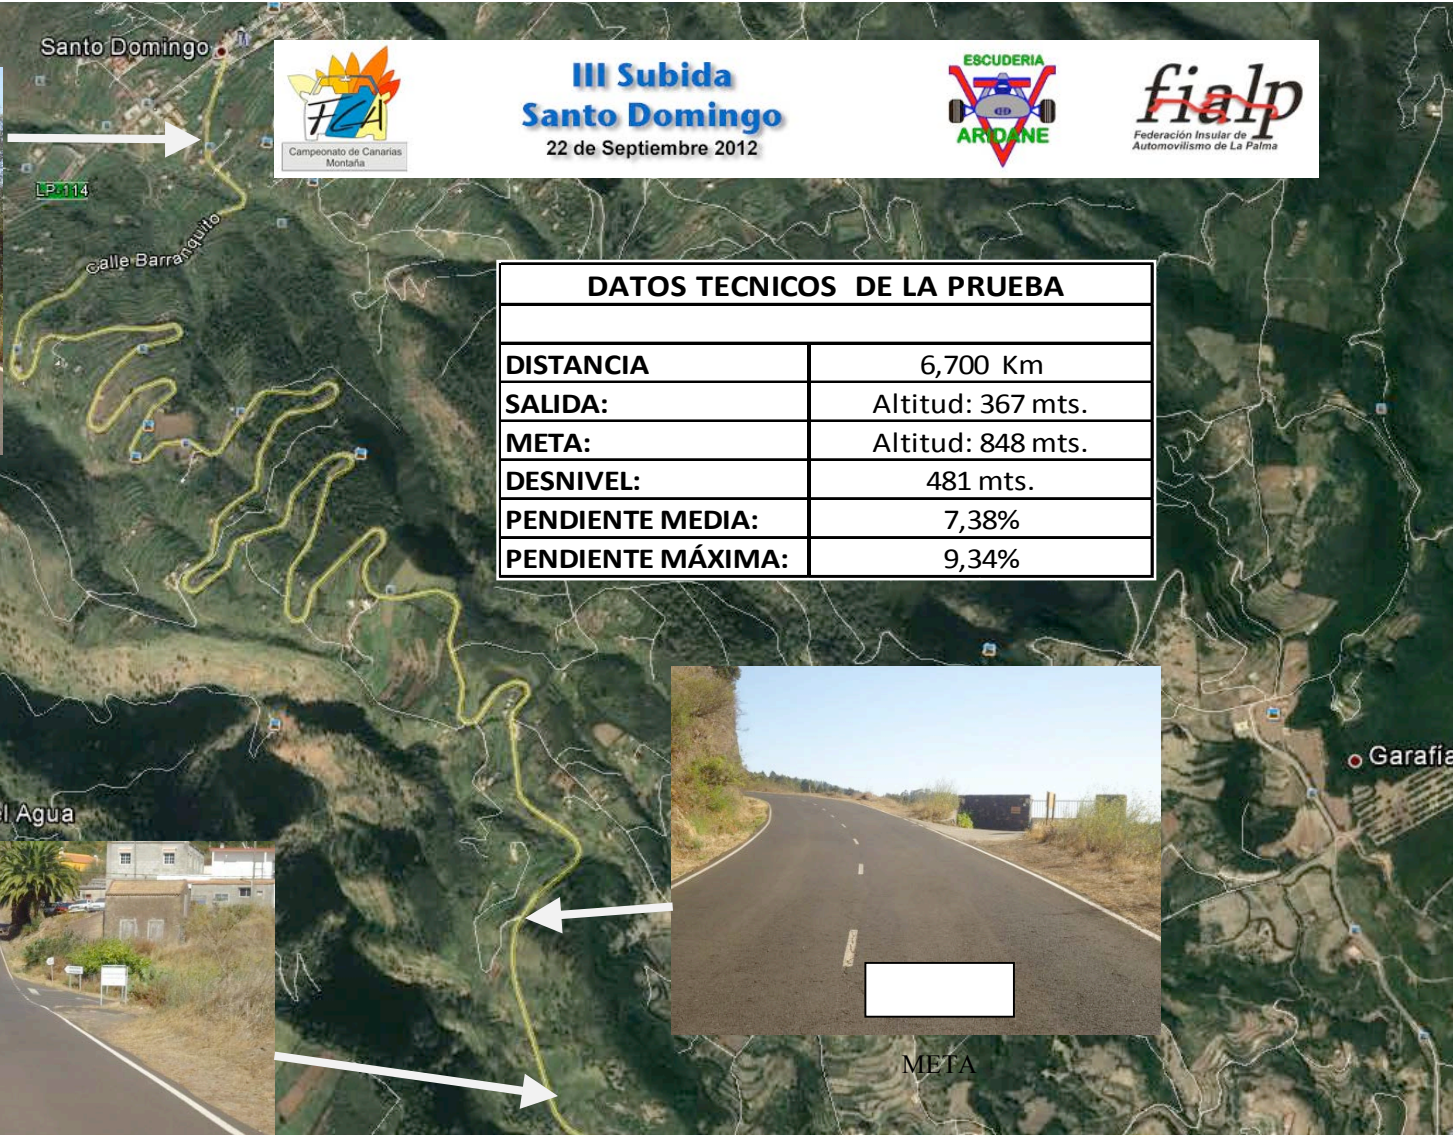 Santo Domingo
LP-114
Calle Barranquito
FCA
Campeonato de Canarias
Montaña
III Subida
Santo Domingo
22 de Septiembre 2012
ESCUDERIA
ARIDANE
fialp
Federación Insular de
Automovilismo de La Palma
DATOS TECNICOS DE LA PRUEBA
DISTANCIA 6,700 Km
SALIDA: Altitud: 367 mts.
META: Altitud: 848 mts.
DESNIVEL: 481 mts.
PENDIENTE MEDIA: 7,38%
PENDIENTE MÁXIMA: 9,34%
Garafía
l Agua
META